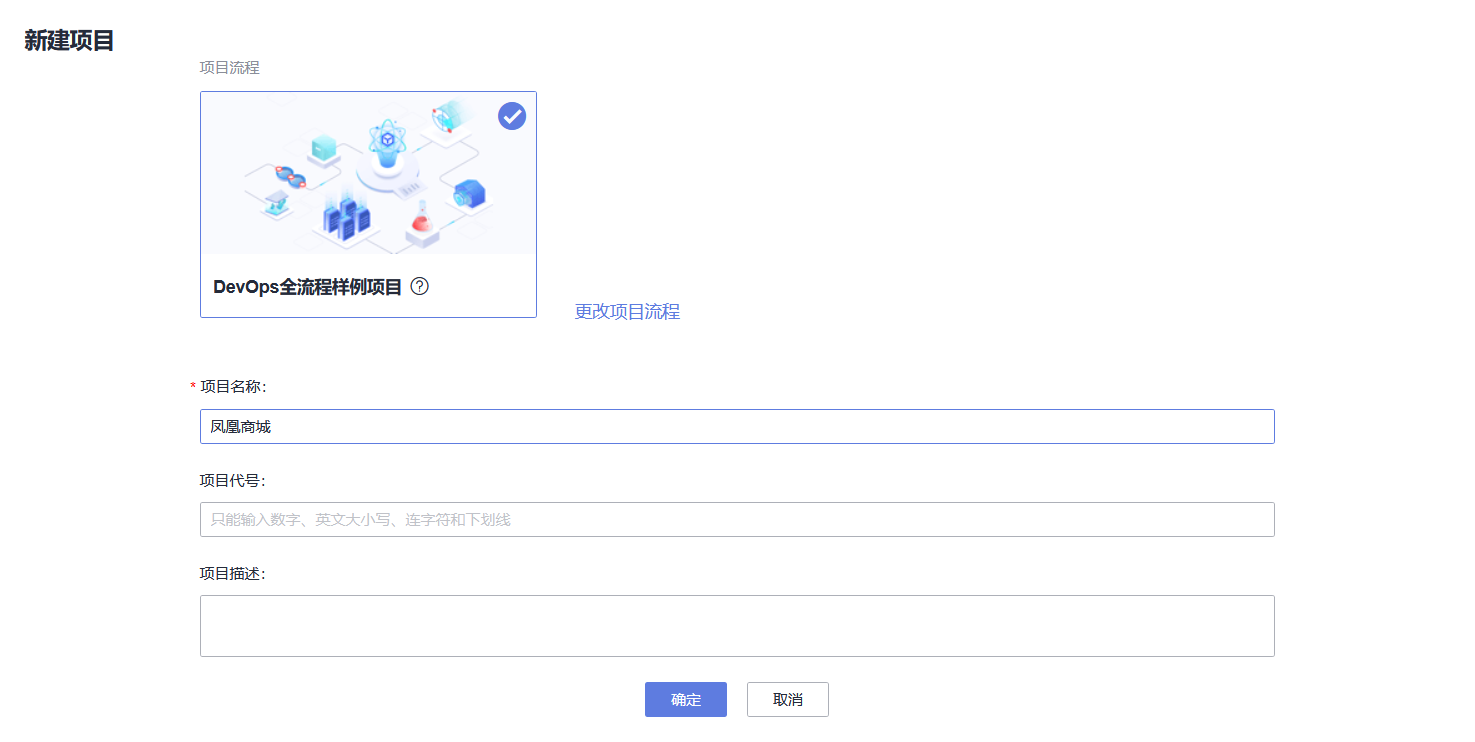 新建项目
项目流程
DevOps全流程样例项目
更改项目流程
* 项目名称:
凤凰商城
项目代号:
只能输入数字、英文大小写、连字符和下划线
项目描述:
确定
取消